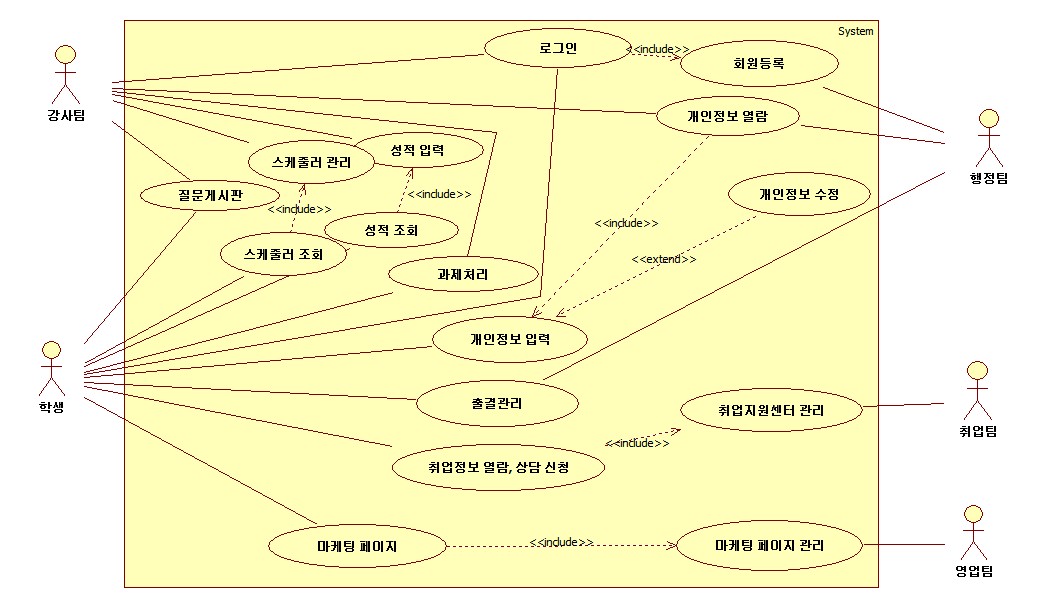 System
로그인
<<include>>
회원등록
강사팀
개인정보 열람
행정팀
성적 입력
스케줄러 관리
질문게시판
<<include>>
개인정보 수정
<<include>>
<<include>>
성적 조회
스케줄러 조회
<<extend>>
과제처리
개인정보 입력
학생
출결관리
취업지원센터 관리
취업팀
<<include>>
취업정보 열람, 상담 신청
마케팅 페이지
<<include>>
마케팅 페이지 관리
영업팀